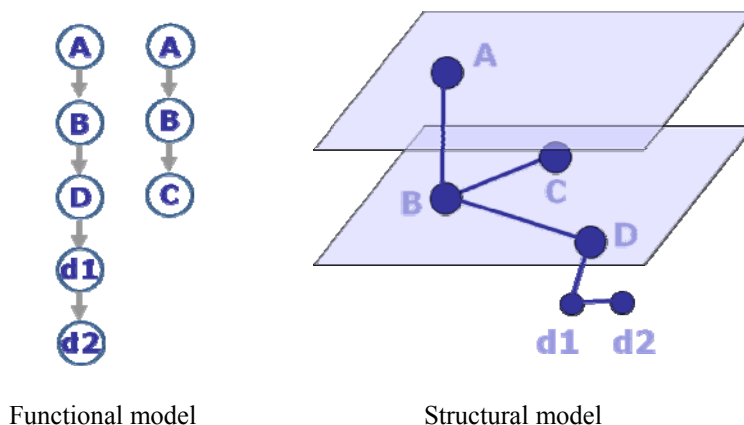 A
B
D
d1
d2
A
B
C
A
B
C
D
d1 d2
Functional model
Structural model